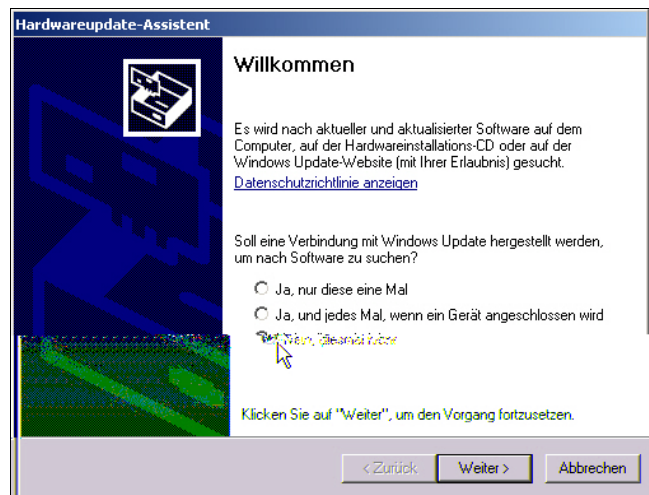 Hardwareupdate-Assistent
Willkommen
Es wird nach aktueller und aktualisierter Software auf dem
Computer, auf der Hardwareinstallations-CD oder auf der
Windows Update-Website (mit Ihrer Erlaubnis) gesucht.
Datenschutzrichtlinie anzeigen
Soll eine Verbindung mit Windows Update hergestellt werden,
um nach Software zu suchen?
Ja, nur diese eine Mal
Ja, und jedes Mal, wenn ein Gerät angeschlossen wird
Klicken Sie auf "Weiter", um den Vorgang fortzusetzen.
< Zurück Weiter > Abbrechen